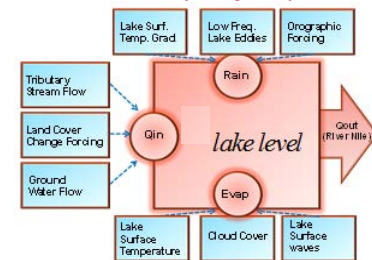 Lake Surf.
Temp. Grad.
Low Freq.
Lake Eddies
Orographic
Forcing
Rain
Tributary
Stream Flow
Land Cover
Change Forcing
Ground
Water Flow
Qin
lake level
Qout
(River Nile)
Evap
Lake
Surface
Temperature
Cloud Cover
Lake
Surface
waves